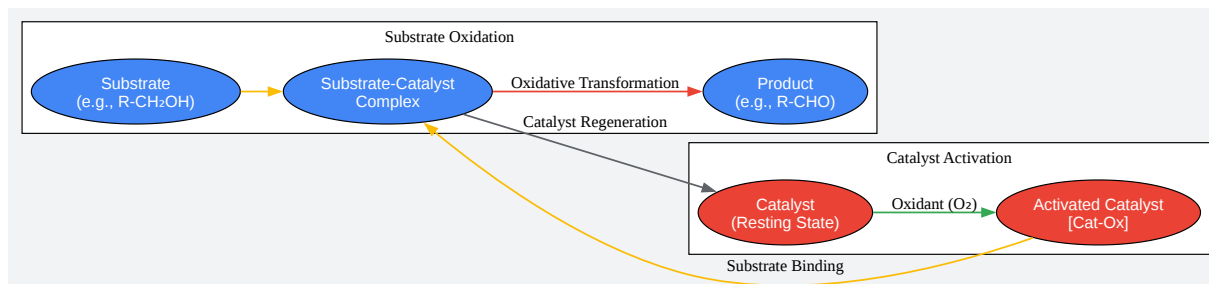 Substrate Oxidation
Substrate
(e.g., R-CH₂OH)
Substrate-Catalyst
Complex
Oxidative Transformation
Product
(e.g., R-CHO)
Catalyst Regeneration
Catalyst Activation
Catalyst
(Resting State)
Oxidant (O₂)
Activated Catalyst
[Cat-Ox]
Substrate Binding